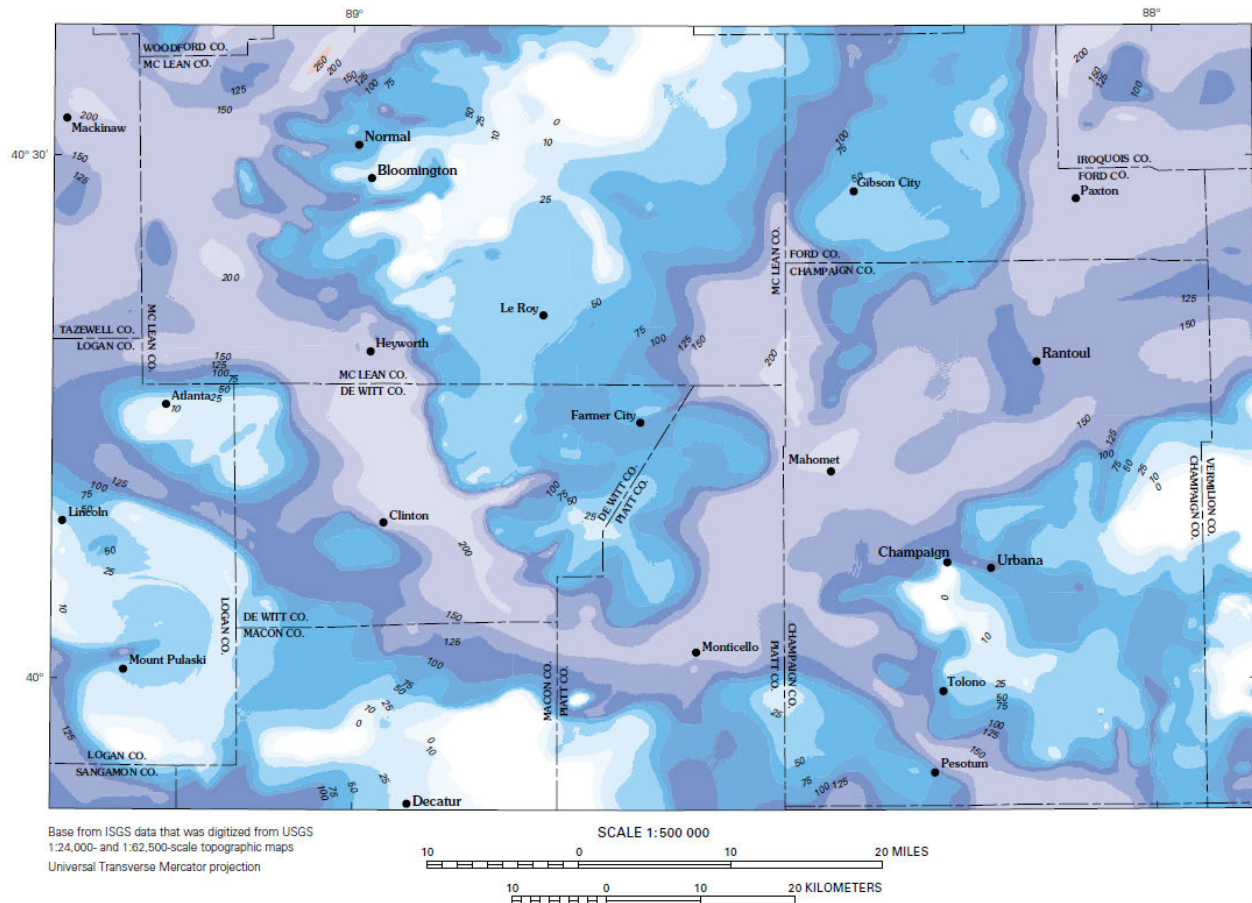 89°
88°
WOODFORD CO.
MC LEAN CO.
250
200
150
125
100
75
200
150
125
100
125
150
200
Mackinaw
50
25
10
0
10
Normal
100
75
40° 30′
150
125
Bloomington
IROQUOIS CO.
FORD CO.
50
Gibson City
Paxton
25
MC LEAN CO.
FORD CO.
CHAMPAIGN CO.
200
MC LEAN CO.
Le Roy
50
125
150
TAZEWELL CO.
LOGAN CO.
75
100
125
150
Heyworth
150
125
100
75
50
25
200
Rantoul
MC LEAN CO.
DE WITT CO.
Atlanta
10
Farmer City
150
125
100
75
50
25
10
0
Mahomet
DE WITT CO.
PIATT CO.
VERMILION CO.
CHAMPAIGN CO.
125
100
75
50
Lincoln
100
75
50
25
Clinton
50
25
200
Champaign
Urbana
10
0
10
LOGAN CO.
DE WITT CO.
MACON CO.
150
125
100
Mount Pulaski
Monticello
PIATT CO.
CHAMPAIGN CO.
40°
75
50
25
10
0
MACON CO.
PIATT CO.
25
Tolono
25
50
75
100
125
150
125
0
10
LOGAN CO.
SANGAMON CO.
25
50
75
100
50
75
100
125
Pesotum
Decatur
Base from ISGS data that was digitized from USGS
1:24,000- and 1:62,500-scale topographic maps
Universal Transverse Mercator projection
SCALE 1:500 000
10 0 10 20 MILES
10 0 10 20 KILOMETERS